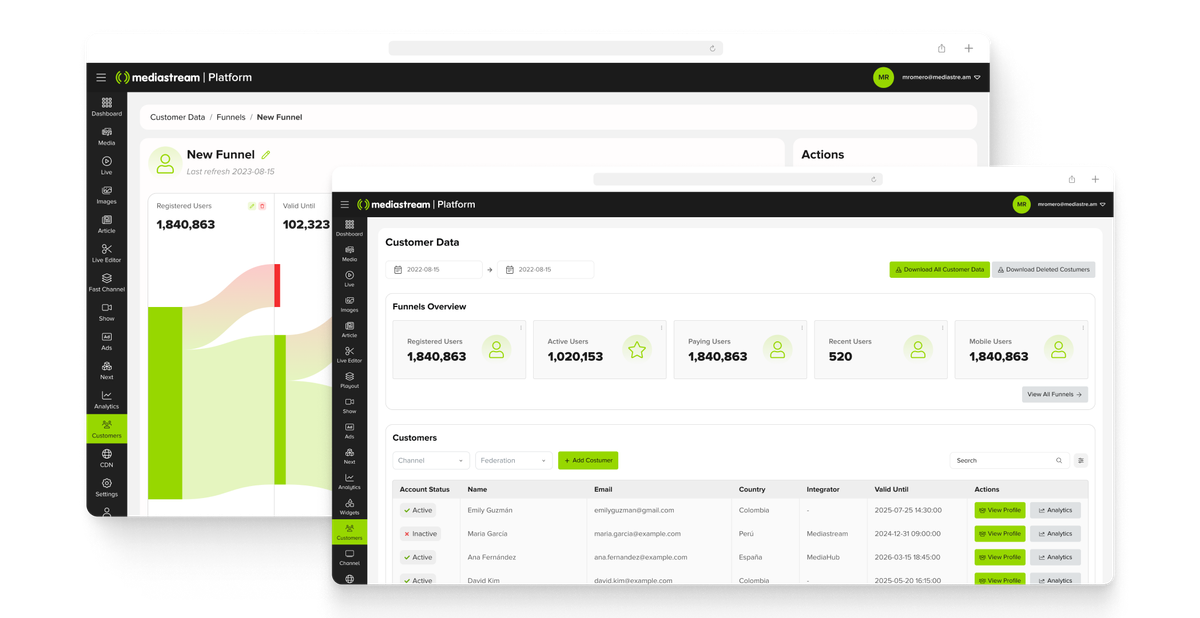 mediastream | Platform
MR
mromero@mediastre.am
Dashboard
Media
Live
Images
Article
Live Editor
Fast Channel
Show
Ads
Next
Analytics
Customers
CDN
Settings
Customer Data / Funnels / New Funnel
New Funnel
Last refresh 2023-08-15
Actions
Registered Users
1,840,863
Valid Until
102,323
mediastream | Platform
MR
mromero@mediastre.am
Dashboard
Media
Live
Images
Article
Live Editor
Playout
Show
Ads
Next
Analytics
Widgets
Customers
Channel
Customer Data
2022-08-15
2022-08-15
Download All Customer Data
Download Deleted Costumers
Funnels Overview
Registered Users
1,840,863
Active Users
1,020,153
Paying Users
1,840,863
Recent Users
520
Mobile Users
1,840,863
View All Funnels
Customers
Channel
Federation
+ Add Costumer
Search
Account Status Name Email Country Integrator Valid Until Actions
Active Emily Guzmán emilyguzman@gmail.com Colombia - 2025-07-25 14:30:00 View Profile Analytics
Inactive Maria García maria.garcia@example.com Perú Mediastream 2024-12-31 09:00:00 View Profile Analytics
Active Ana Fernández ana.fernandez@example.com España MediaHub 2026-03-15 18:45:00 View Profile Analytics
Active David Kim david.kim@example.com Colombia - 2025-05-20 16:15:00 View Profile Analytics